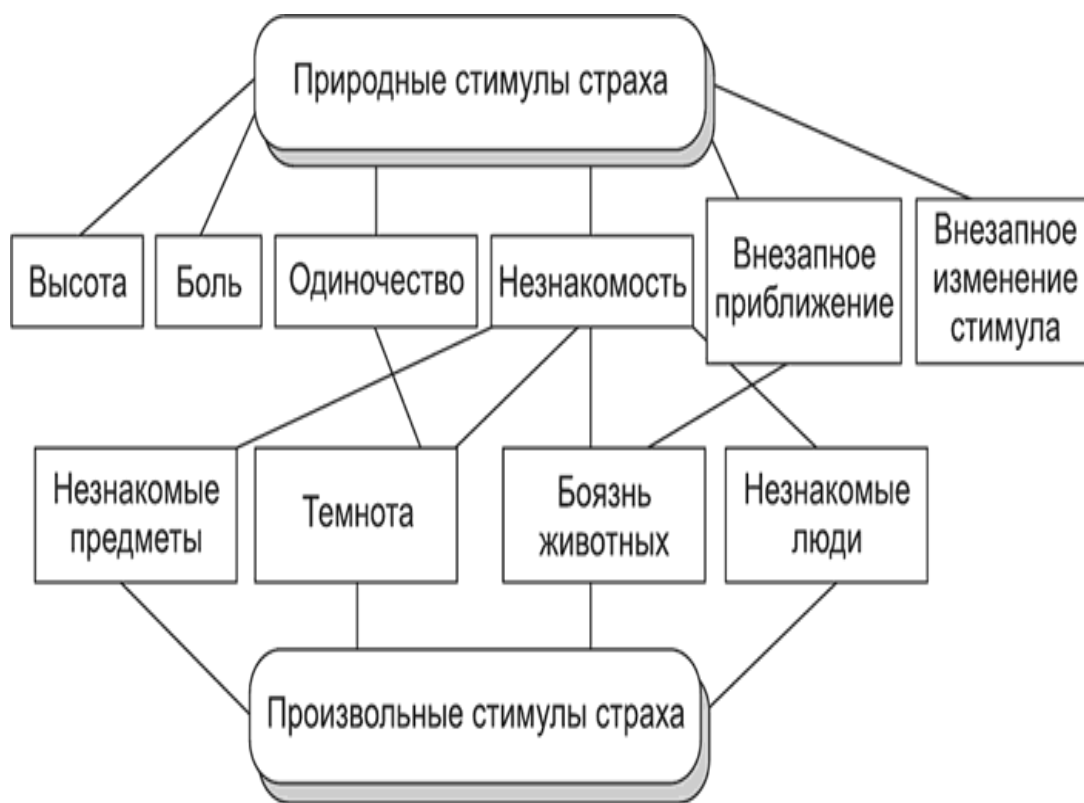 Природные стимулы страха
Высота
Боль
Одиночество
Незнакомость
Внезапное
приближение
Внезапное
изменение
стимула
Незнакомые
предметы
Темнота
Боязнь
животных
Незнакомые
люди
Произвольные стимулы страха